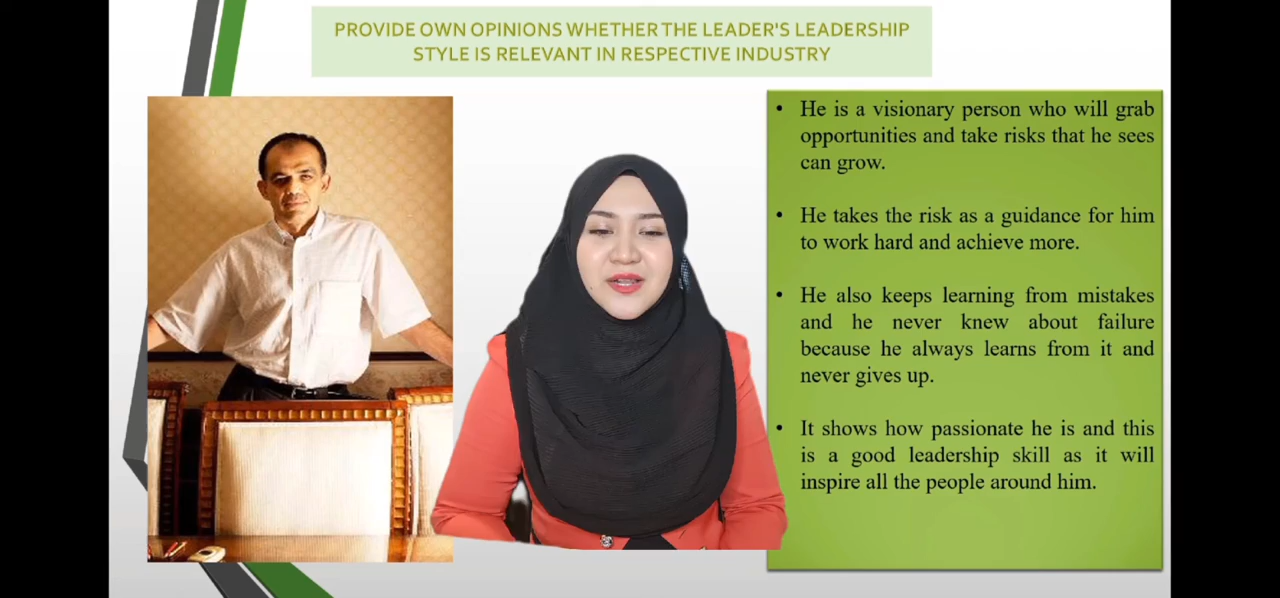 PROVIDE OWN OPINIONS WHETHER THE LEADER'S LEADERSHIP
STYLE IS RELEVANT IN RESPECTIVE INDUSTRY
• He is a visionary person who will grab
opportunities and take risks that he sees
can grow.
• He takes the risk as a guidance for him
to work hard and achieve more.
• He also keeps learning from mistakes
and he never knew about failure
because he always learns from it and
never gives up.
• It shows how passionate he is and this
is a good leadership skill as it will
inspire all the people around him.